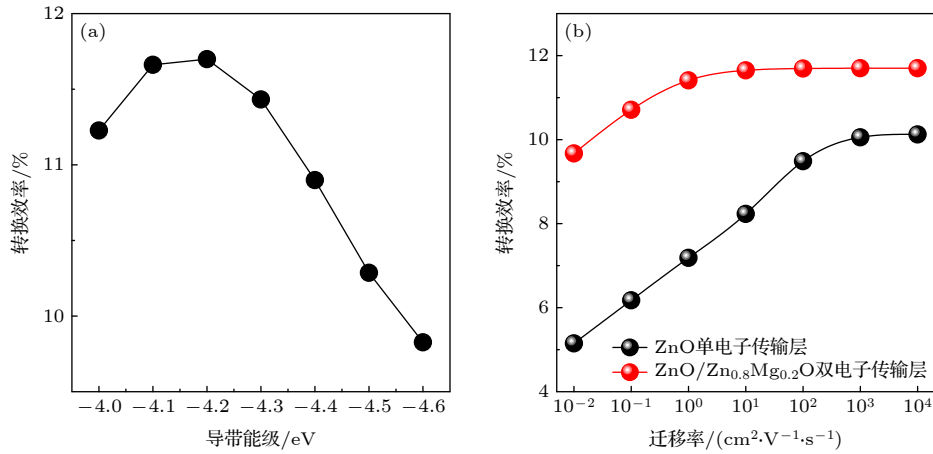 (a)
12
11
10
转换效率/%
−4.0 −4.1 −4.2 −4.3 −4.4 −4.5 −4.6
导带能级/eV
(b)
12
10
8
6
4
转换效率/%
ZnO单电子传输层
ZnO/Zn₀.₈Mg₀.₂O双电子传输层
10⁻² 10⁻¹ 10⁰ 10¹ 10² 10³ 10⁴
迁移率/(cm²·V⁻¹·s⁻¹)